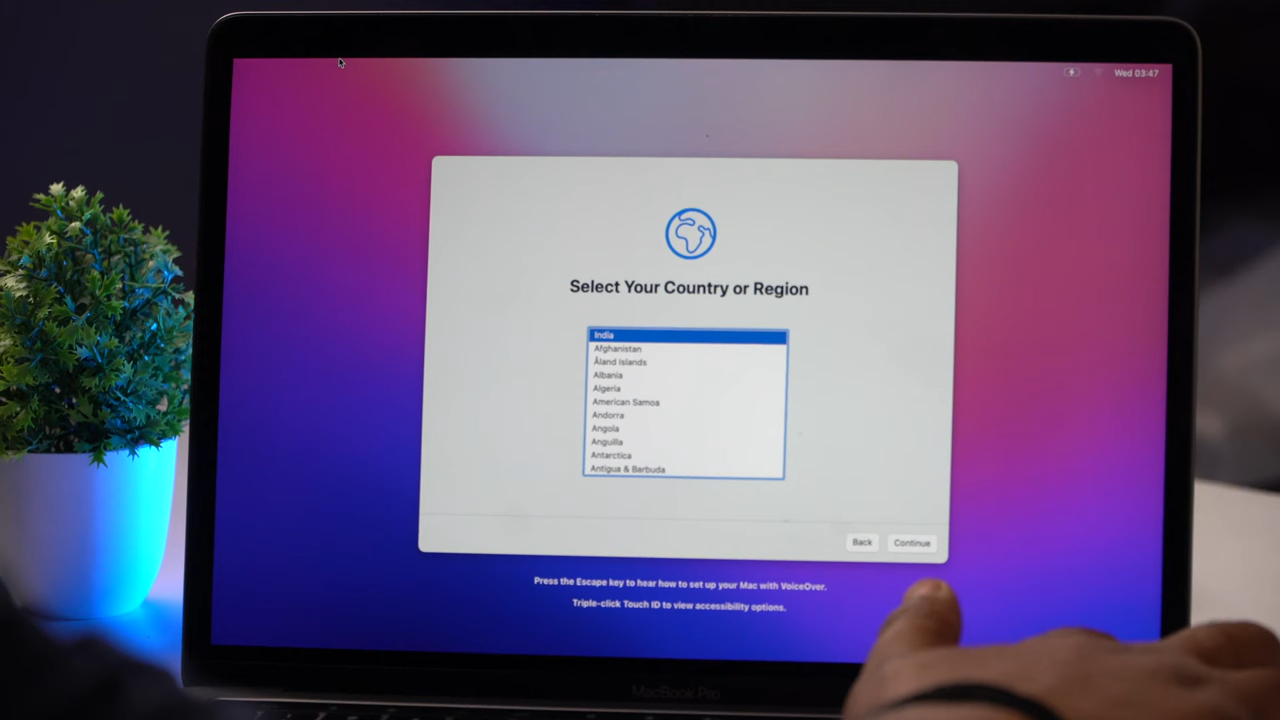 Wed 03:47
Select Your Country or Region
India
Afghanistan
Åland Islands
Albania
Algeria
American Samoa
Andorra
Angola
Anguilla
Antarctica
Antigua & Barbuda
Back
Continue
Press the Escape key to hear how to set up your Mac with VoiceOver.
Triple-click Touch ID to view accessibility options.
MacBook Pro